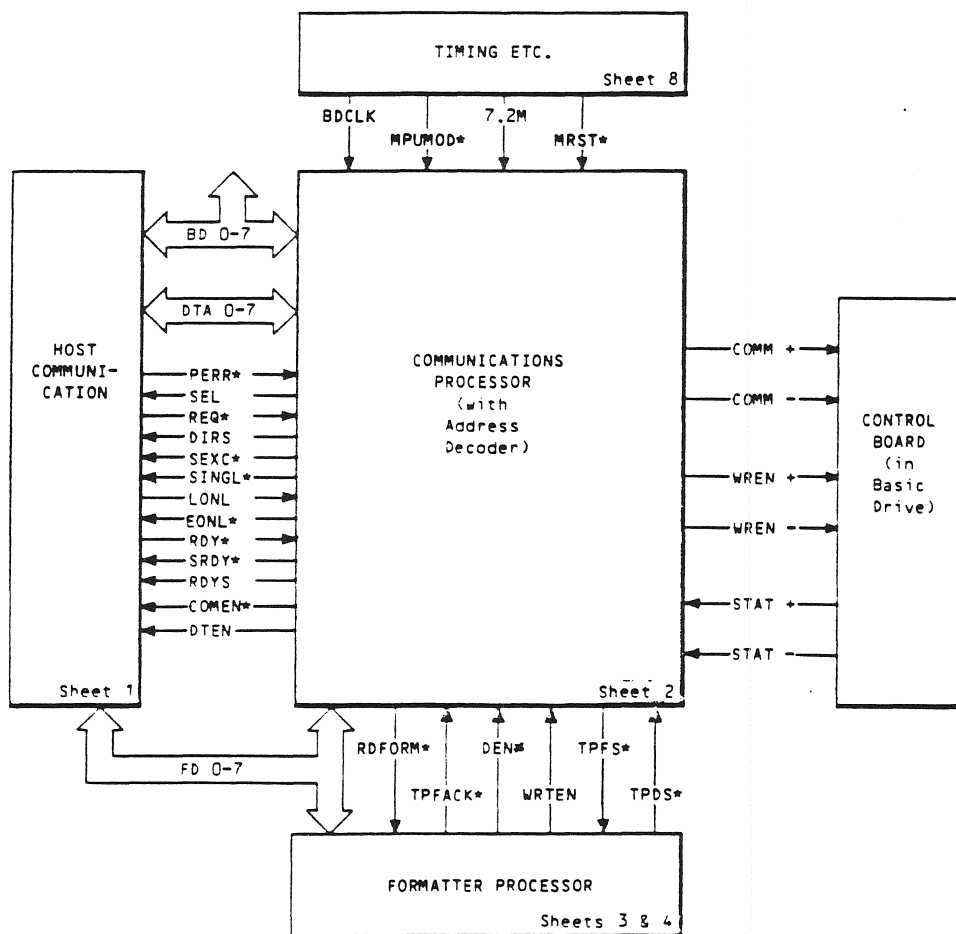 TIMING ETC.
Sheet 8
BDCLK
7.2M
MPUMOD*
MRST*
BD 0-7
DTA 0-7
HOST
COMMUNI-
CATION
PERR*
SEL
REQ*
DIRS
SEXC*
SINGL*
LONL
EONL*
RDY*
SRDY*
RDYS
COMEN*
DTEN
Sheet 1
COMMUNICATIONS
PROCESSOR
(with
Address
Decoder)
Sheet 2
COMM +
COMM -
WREN +
WREN -
STAT +
STAT -
CONTROL
BOARD
(in
Basic
Drive)
FD 0-7
RDFORM*
DEN*
TPFS*
TPFACK*
WRTEN
TPDS*
FORMATTER PROCESSOR
Sheets 3 & 4